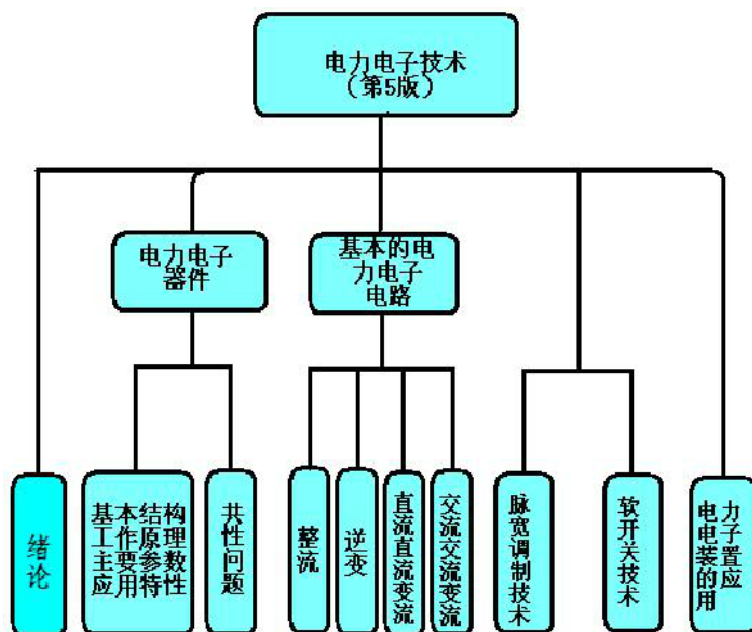 电力电子技术
（第5版）
电力电子
器件
基本的电
力电子
电路
绪论
基本结构
工作原理
主要参数
应用特性
共性问题
整流
逆变
直流直流变流
交流交流变流
脉宽调制技术
软开关技术
电力
电子
装置
的应
用